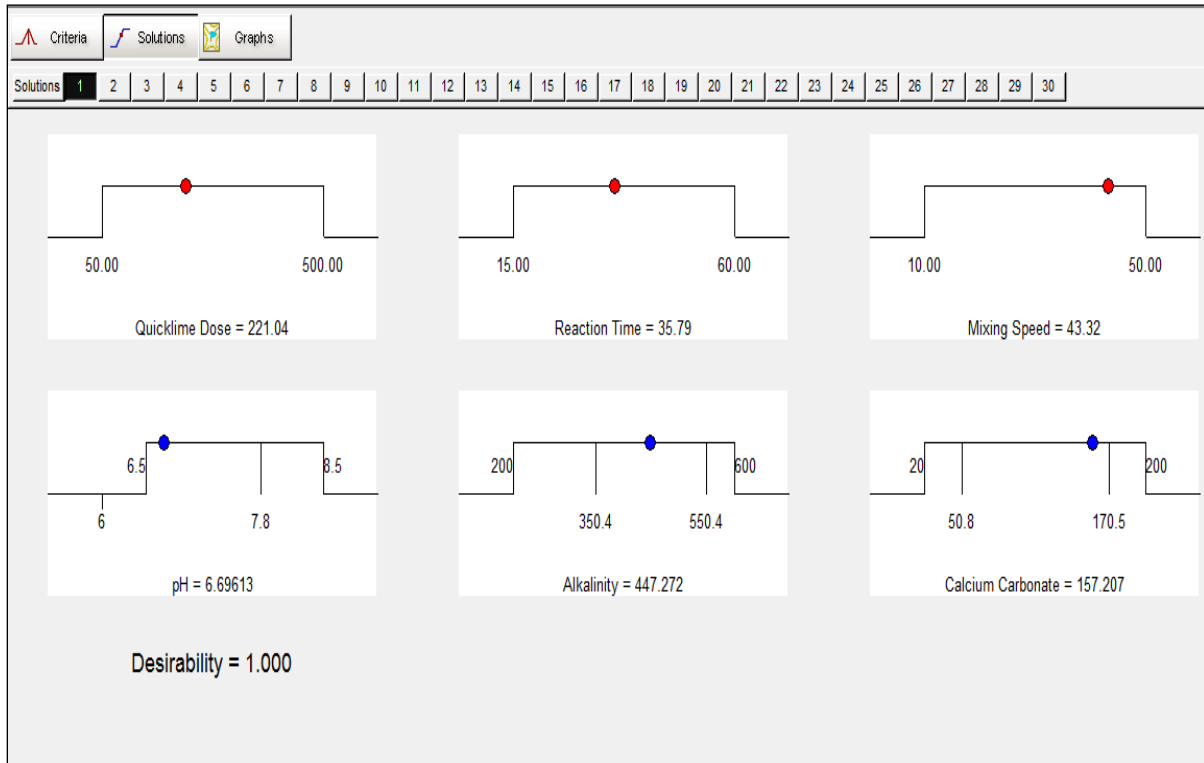 Criteria Solutions Graphs
Solutions 1 2 3 4 5 6 7 8 9 10 11 12 13 14 15 16 17 18 19 20 21 22 23 24 25 26 27 28 29 30
50.00 500.00
Quicklime Dose = 221.04
15.00 60.00
Reaction Time = 35.79
10.00 50.00
Mixing Speed = 43.32
6.5 8.5
6 7.8
pH = 6.69613
200 600
350.4 550.4
Alkalinity = 447.272
20 200
50.8 170.5
Calcium Carbonate = 157.207
Desirability = 1.000